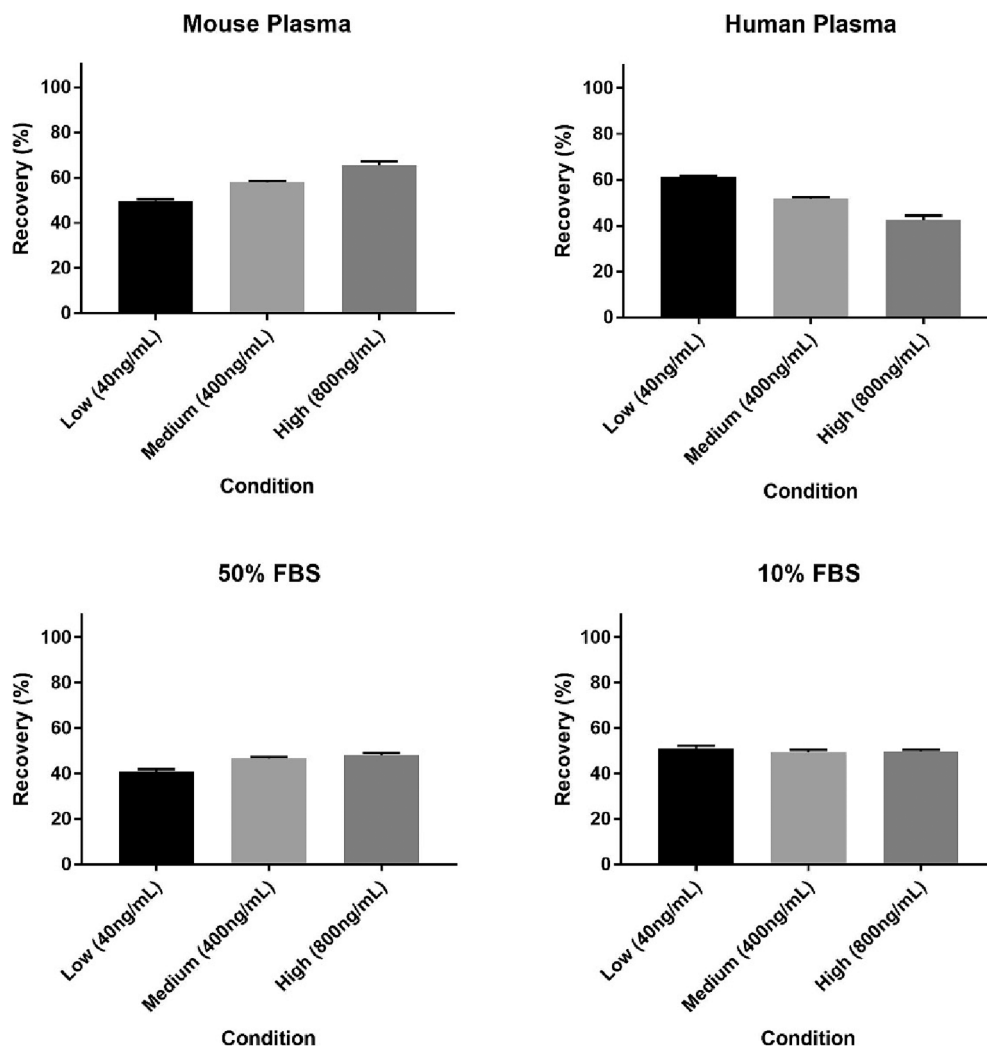 Mouse Plasma
Recovery (%)
100
80
60
40
20
0
Low (40ng/mL)
Medium (400ng/mL)
High (800ng/mL)
Condition
Human Plasma
Recovery (%)
100
80
60
40
20
0
Low (40ng/mL)
Medium (400ng/mL)
High (800ng/mL)
Condition
50% FBS
Recovery (%)
100
80
60
40
20
0
Low (40ng/mL)
Medium (400ng/mL)
High (800ng/mL)
Condition
10% FBS
Recovery (%)
100
80
60
40
20
0
Low (40ng/mL)
Medium (400ng/mL)
High (800ng/mL)
Condition